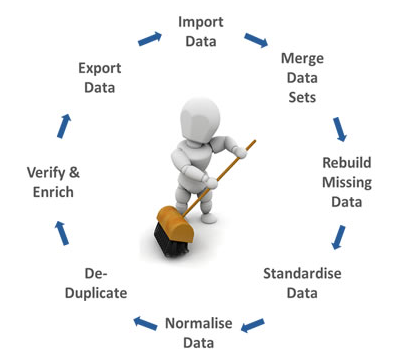 Import
Data
Merge
Data
Sets
Rebuild
Missing
Data
Standardise
Data
Normalise
Data
De-
Duplicate
Verify &
Enrich
Export
Data